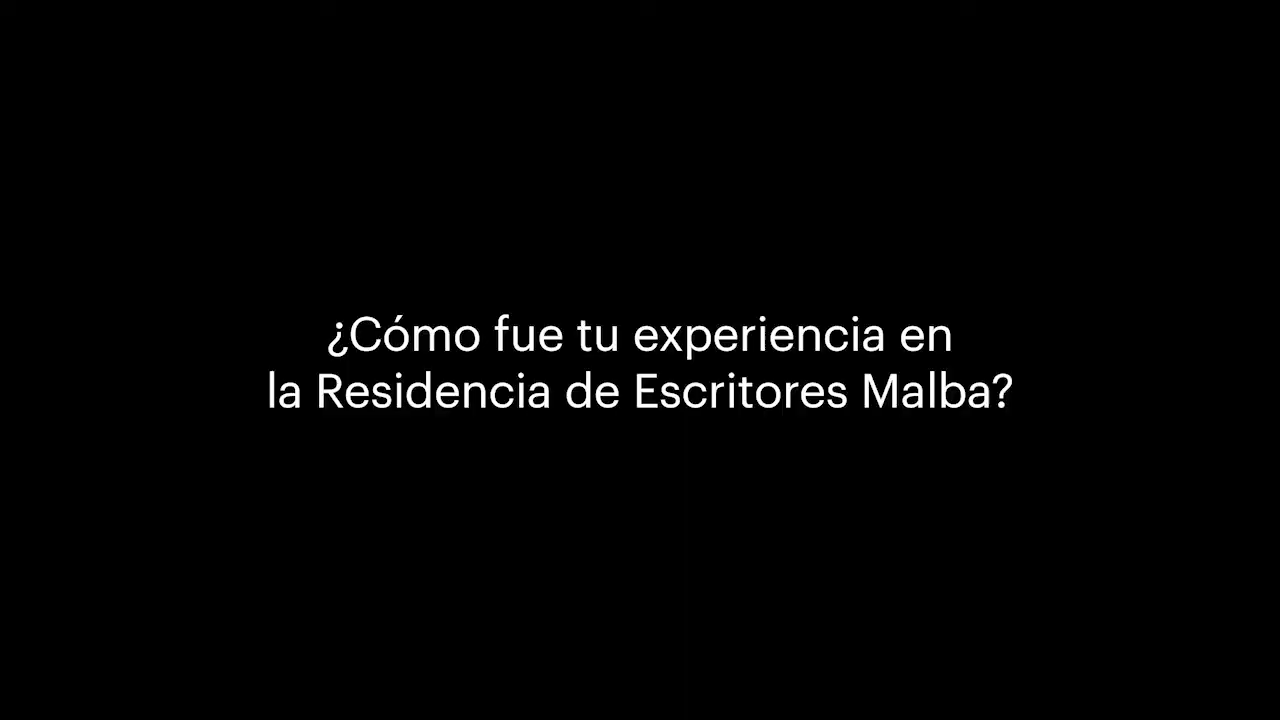 ¿Cómo fue tu experiencia en
la Residencia de Escritores Malba?